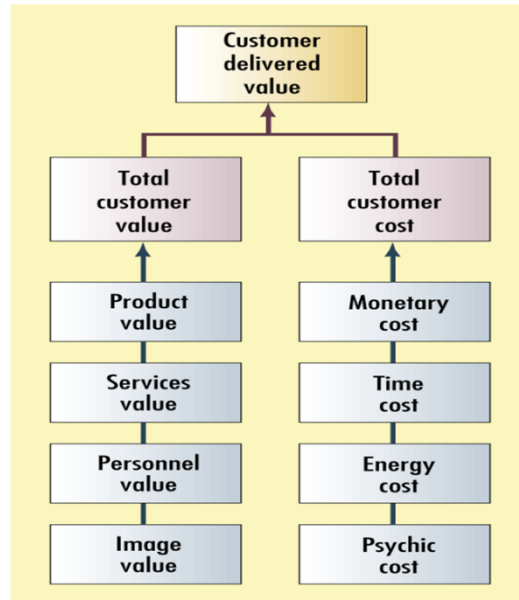 Customer
delivered
value
Total
customer
value
Total
customer
cost
Product
value
Monetary
cost
Services
value
Time
cost
Personnel
value
Energy
cost
Image
value
Psychic
cost